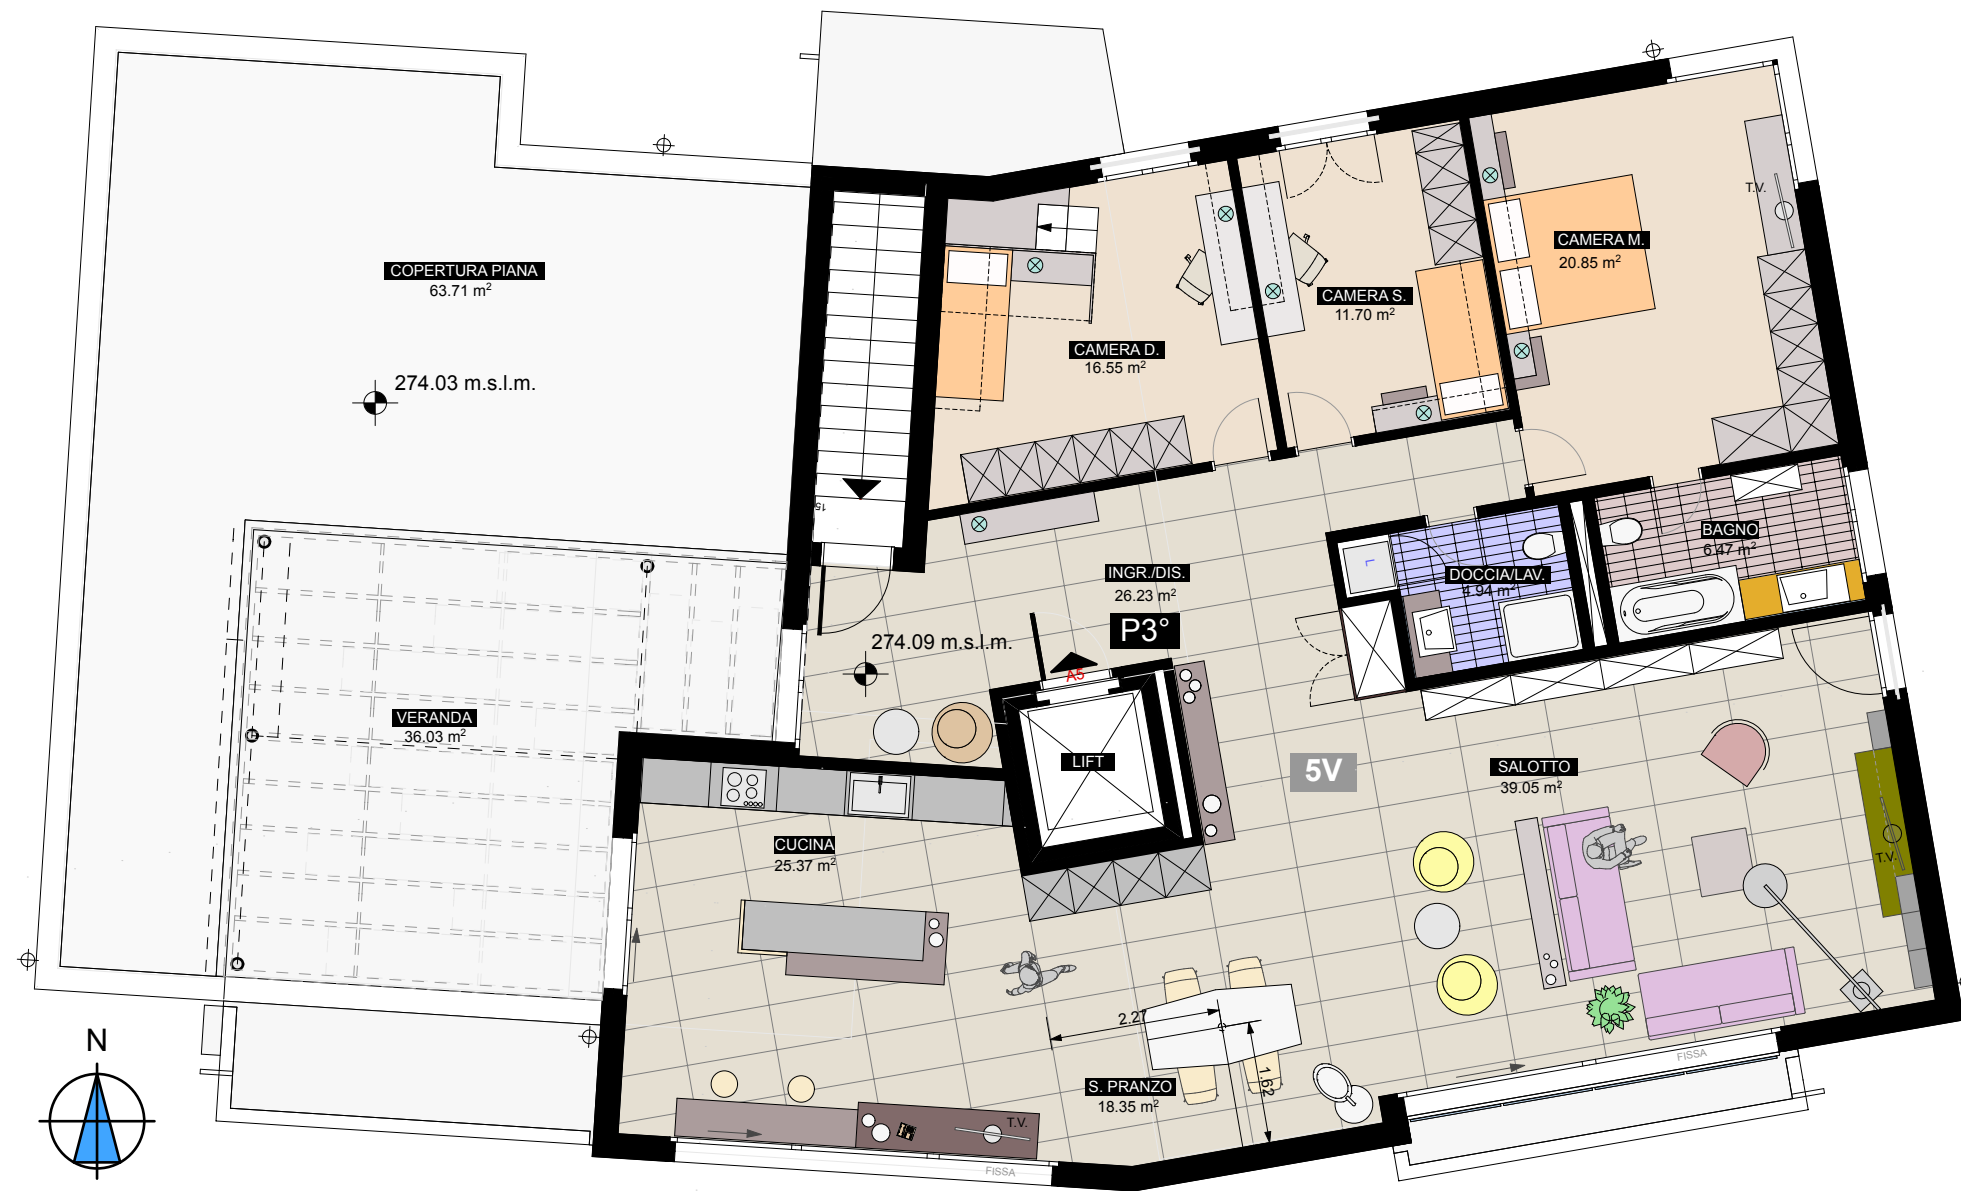 COPERTURA PIANA
63.71 m²
274.03 m.s.l.m.
T.V.
CAMERA M.
20.85 m²
CAMERA S.
11.70 m²
CAMERA D.
16.55 m²
15
BAGNO
6.47 m²
DOCCIA/LAV.
4.94 m²
L
INGR./DIS.
26.23 m²
P3°
274.09 m.s.l.m.
A5
VERANDA
36.03 m²
LIFT
5V
SALOTTO
39.05 m²
T.V.
CUCINA
25.37 m²
2.27
1.62
S. PRANZO
18.35 m²
T.V.
FISSA
FISSA
N